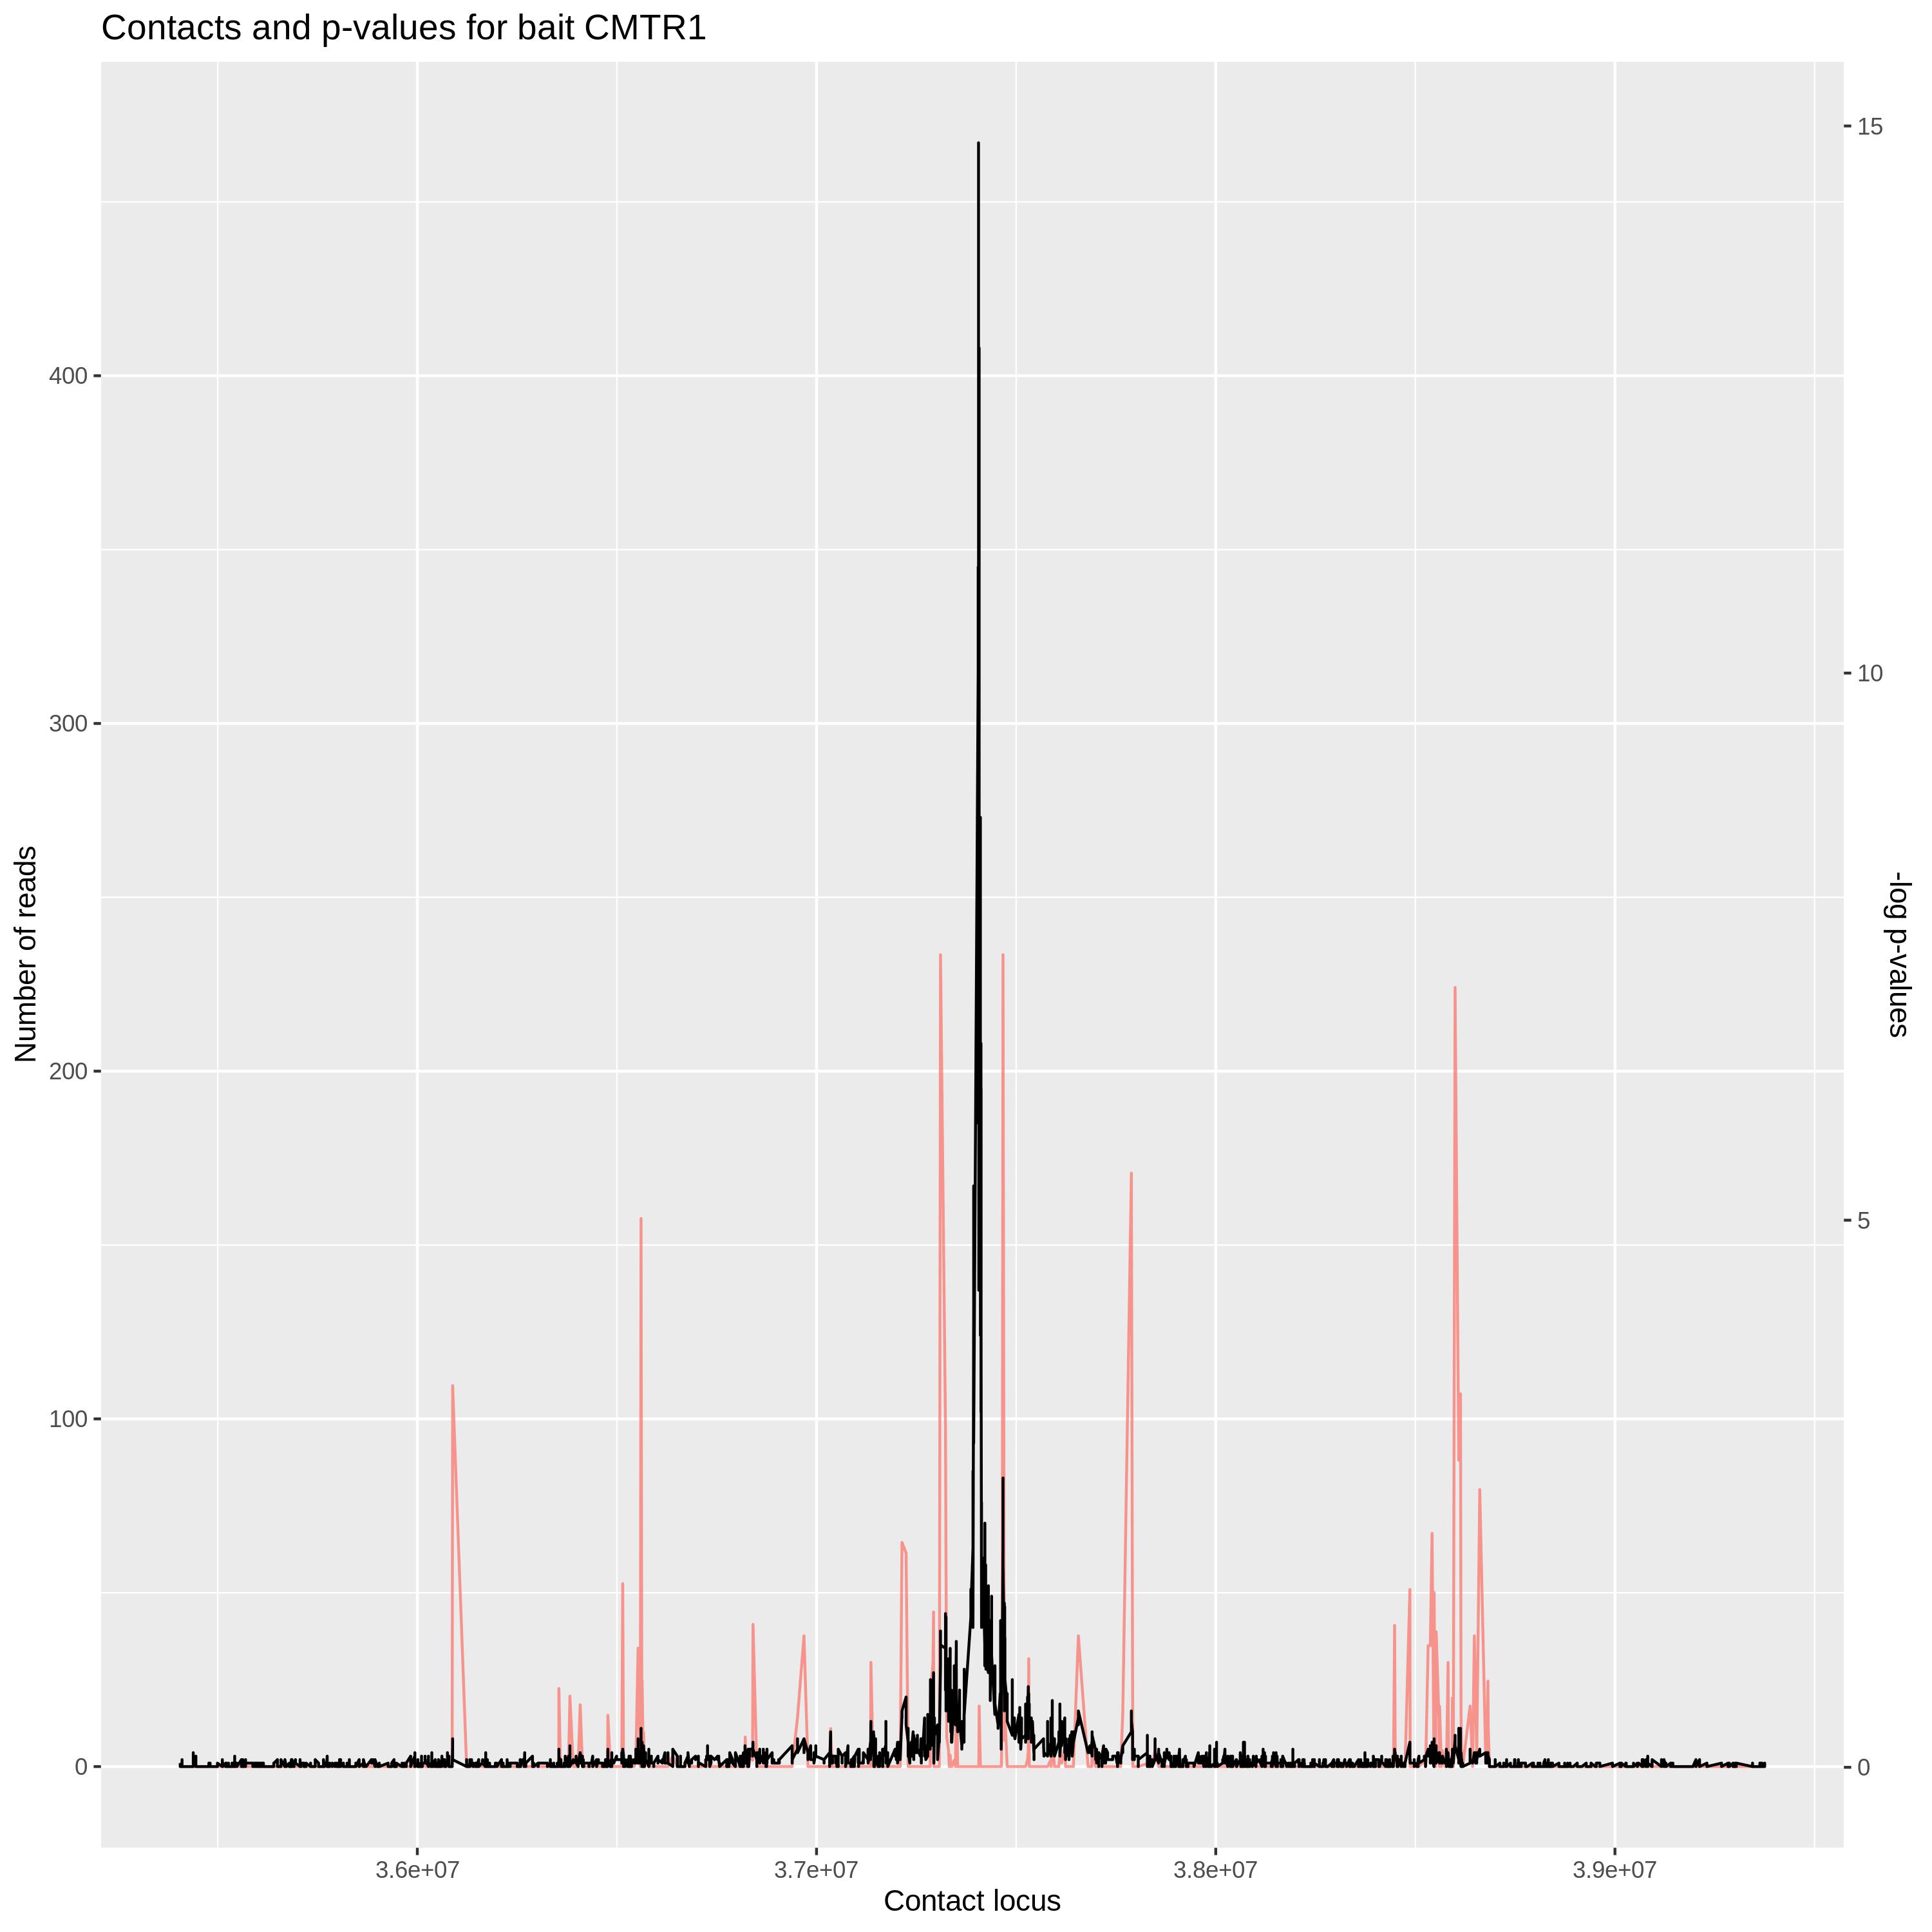 Contacts and p-values for bait CMTR1
15
400
10
300
Number of reads
-log p-values
200
5
100
0
0
3.6e+07
3.7e+07
3.8e+07
3.9e+07
Contact locus